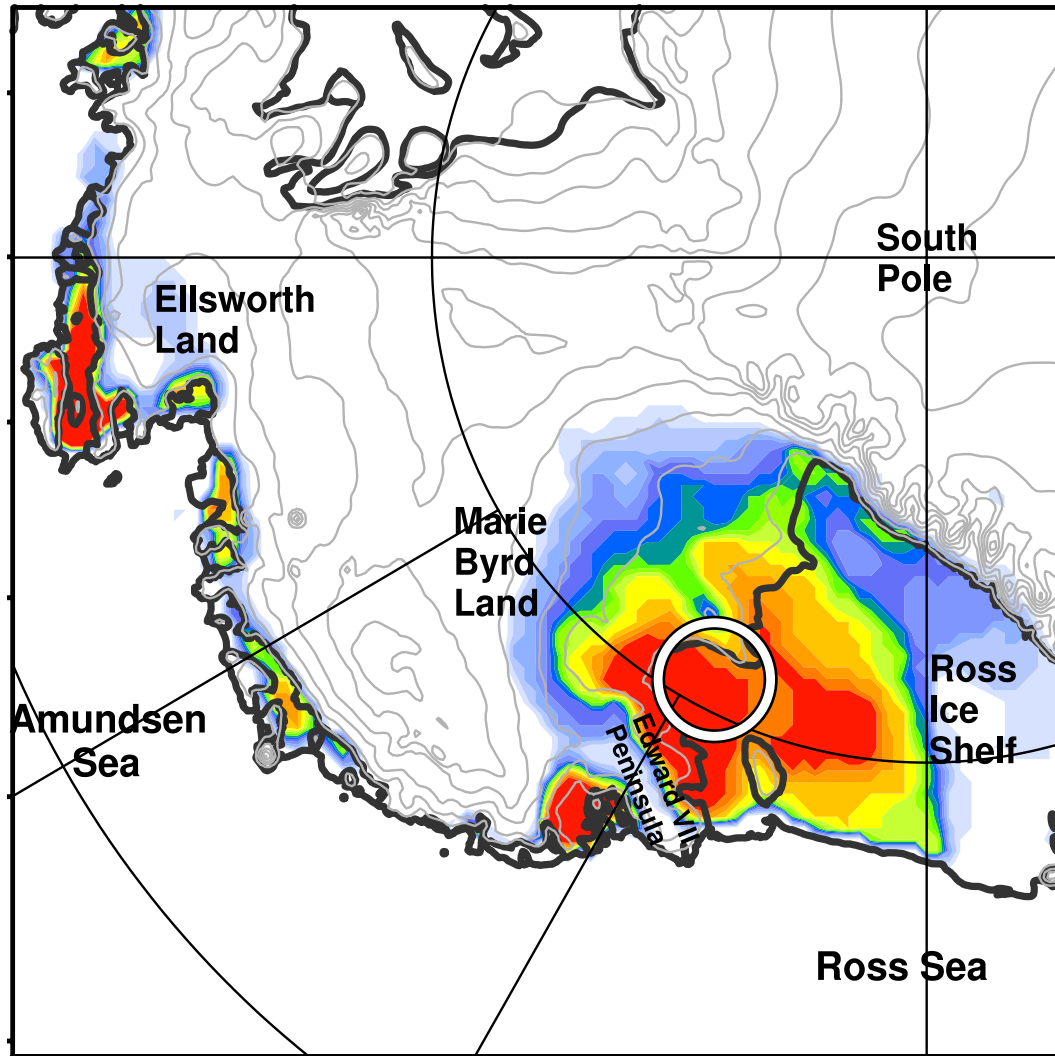 South
Pole
Ellsworth
Land
Marie
Byrd
Land
Ross
Ice
Shelf
Amundsen
Sea
Edward VII
Peninsula
Ross Sea